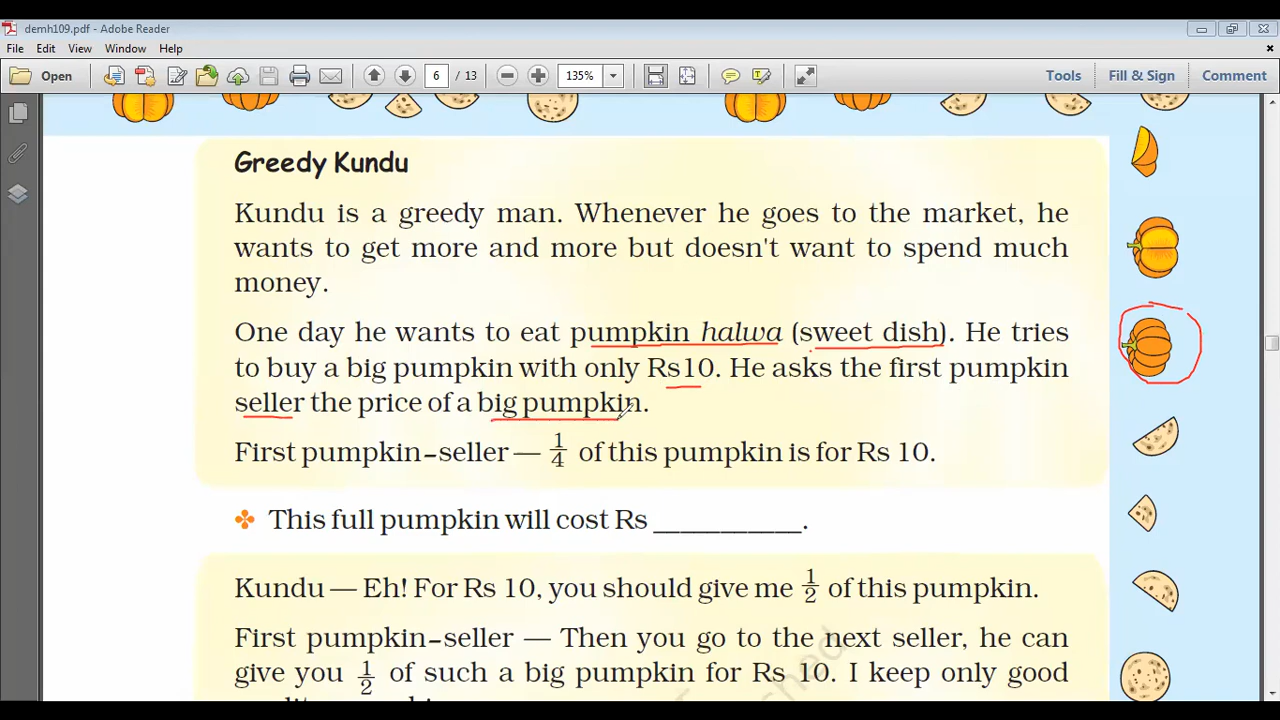 demh109.pdf - Adobe Reader
File Edit View Window Help
Open 6 / 13 135% Tools Fill & Sign Comment
Greedy Kundu
Kundu is a greedy man. Whenever he goes to the market, he
wants to get more and more but doesn't want to spend much
money.
One day he wants to eat pumpkin halwa (sweet dish). He tries
to buy a big pumpkin with only Rs10. He asks the first pumpkin
seller the price of a big pumpkin.
First pumpkin-seller — 1/4 of this pumpkin is for Rs 10.
This full pumpkin will cost Rs __________.
Kundu — Eh! For Rs 10, you should give me 1/2 of this pumpkin.
First pumpkin-seller — Then you go to the next seller, he can
give you 1/2 of such a big pumpkin for Rs 10. I keep only good